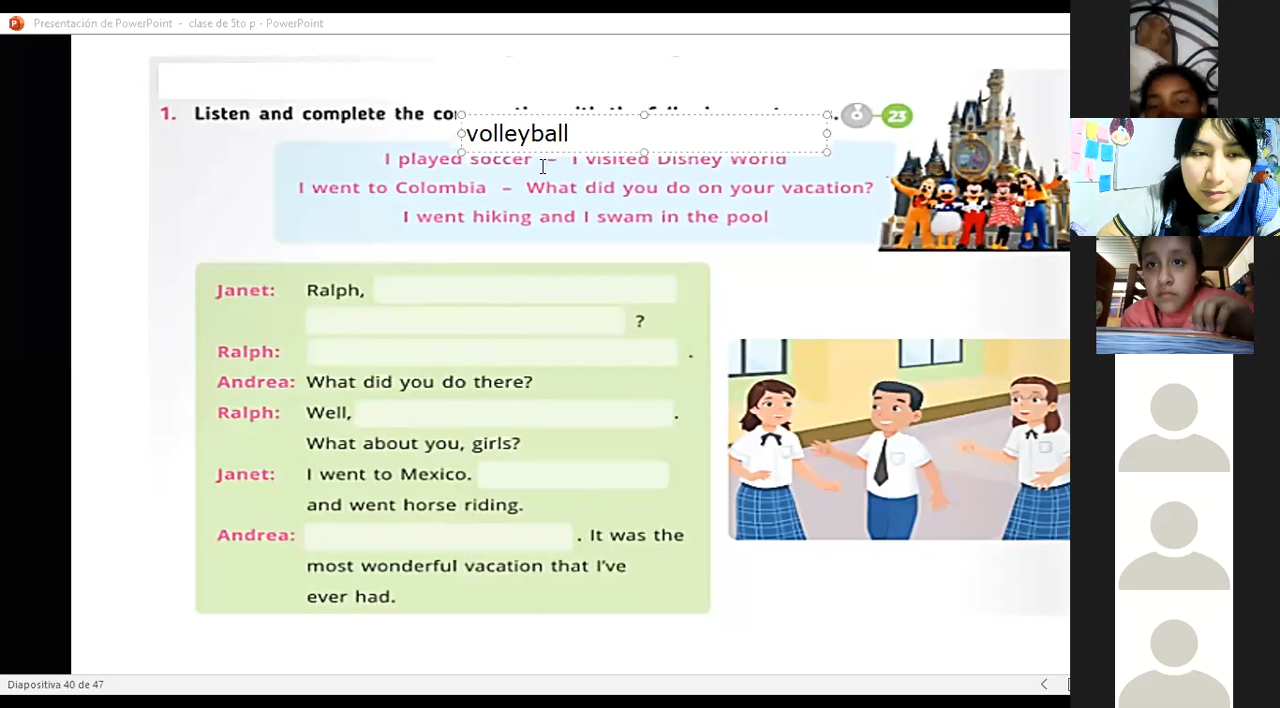 Presentación de PowerPoint - clase de 5to p - PowerPoint
1. Listen and complete the
volleyball
23
I played soccer – I visited Disney World
I went to Colombia – What did you do on your vacation?
I went hiking and I swam in the pool
Janet: Ralph,
?
Ralph: .
Andrea: What did you do there?
Ralph: Well, .
What about you, girls?
Janet: I went to Mexico.
and went horse riding.
Andrea: . It was the
most wonderful vacation that I've
ever had.
Diapositiva 40 de 47